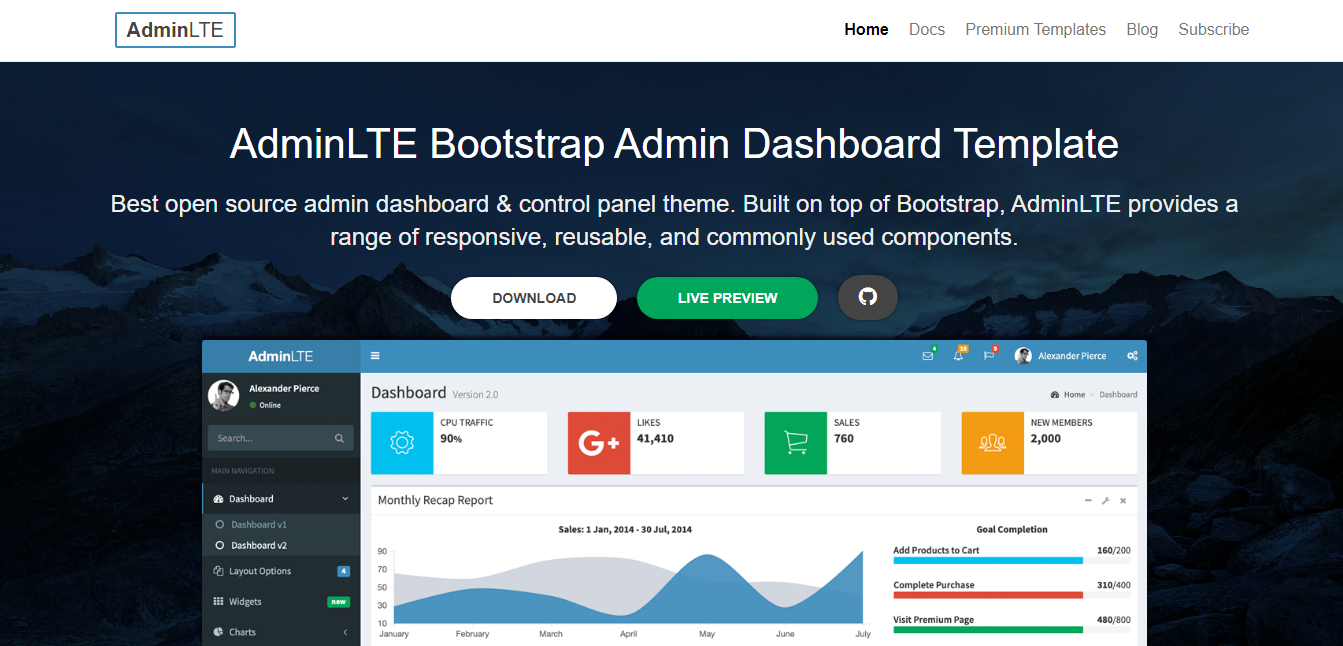 AdminLTE
Home Docs Premium Templates Blog Subscribe
AdminLTE Bootstrap Admin Dashboard Template
Best open source admin dashboard & control panel theme. Built on top of Bootstrap, AdminLTE provides a
range of responsive, reusable, and commonly used components.
DOWNLOAD LIVE PREVIEW
AdminLTE
4 10 9 Alexander Pierce
Alexander Pierce
Online
Search...
MAIN NAVIGATION
Dashboard
Dashboard v1
Dashboard v2
Layout Options 4
Widgets new
Charts
Dashboard Version 2.0
Home > Dashboard
CPU TRAFFIC
90%
G+
LIKES
41,410
SALES
760
NEW MEMBERS
2,000
Monthly Recap Report
Sales: 1 Jan, 2014 - 30 Jul, 2014
90
70
50
30
10
January February March April May June July
Goal Completion
Add Products to Cart 160/200
Complete Purchase 310/400
Visit Premium Page 480/800